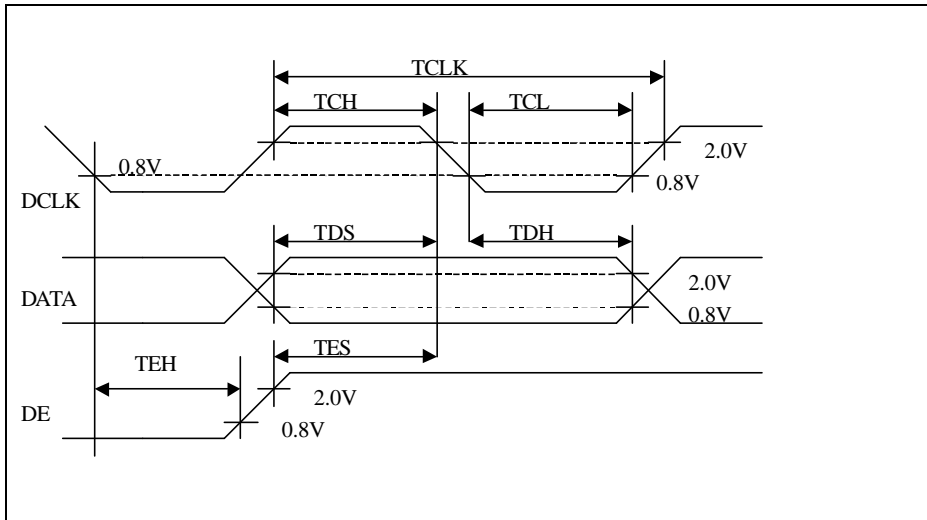 TCLK
TCH TCL
0.8V 2.0V
0.8V
DCLK
TDS TDH
2.0V
DATA
0.8V
TEH TES
2.0V
DE
0.8V